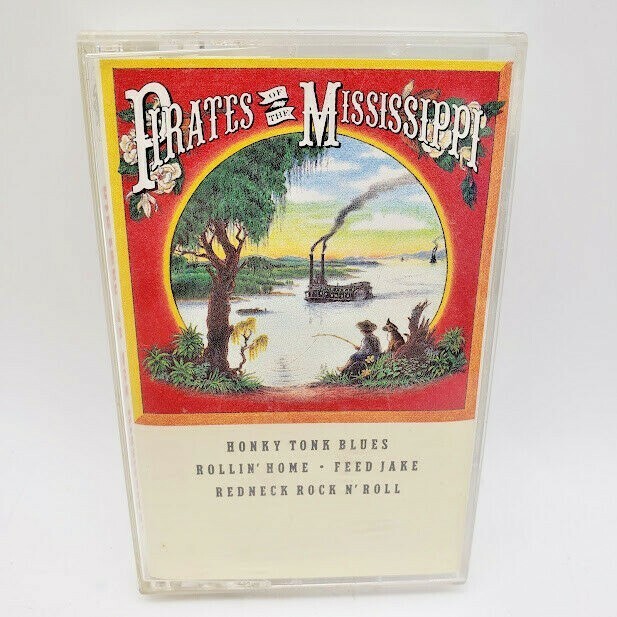 PIRATES OF THE MISSISSIPPI
HONKY TONK BLUES
ROLLIN' HOME • FEED JAKE
REDNECK ROCK N' ROLL